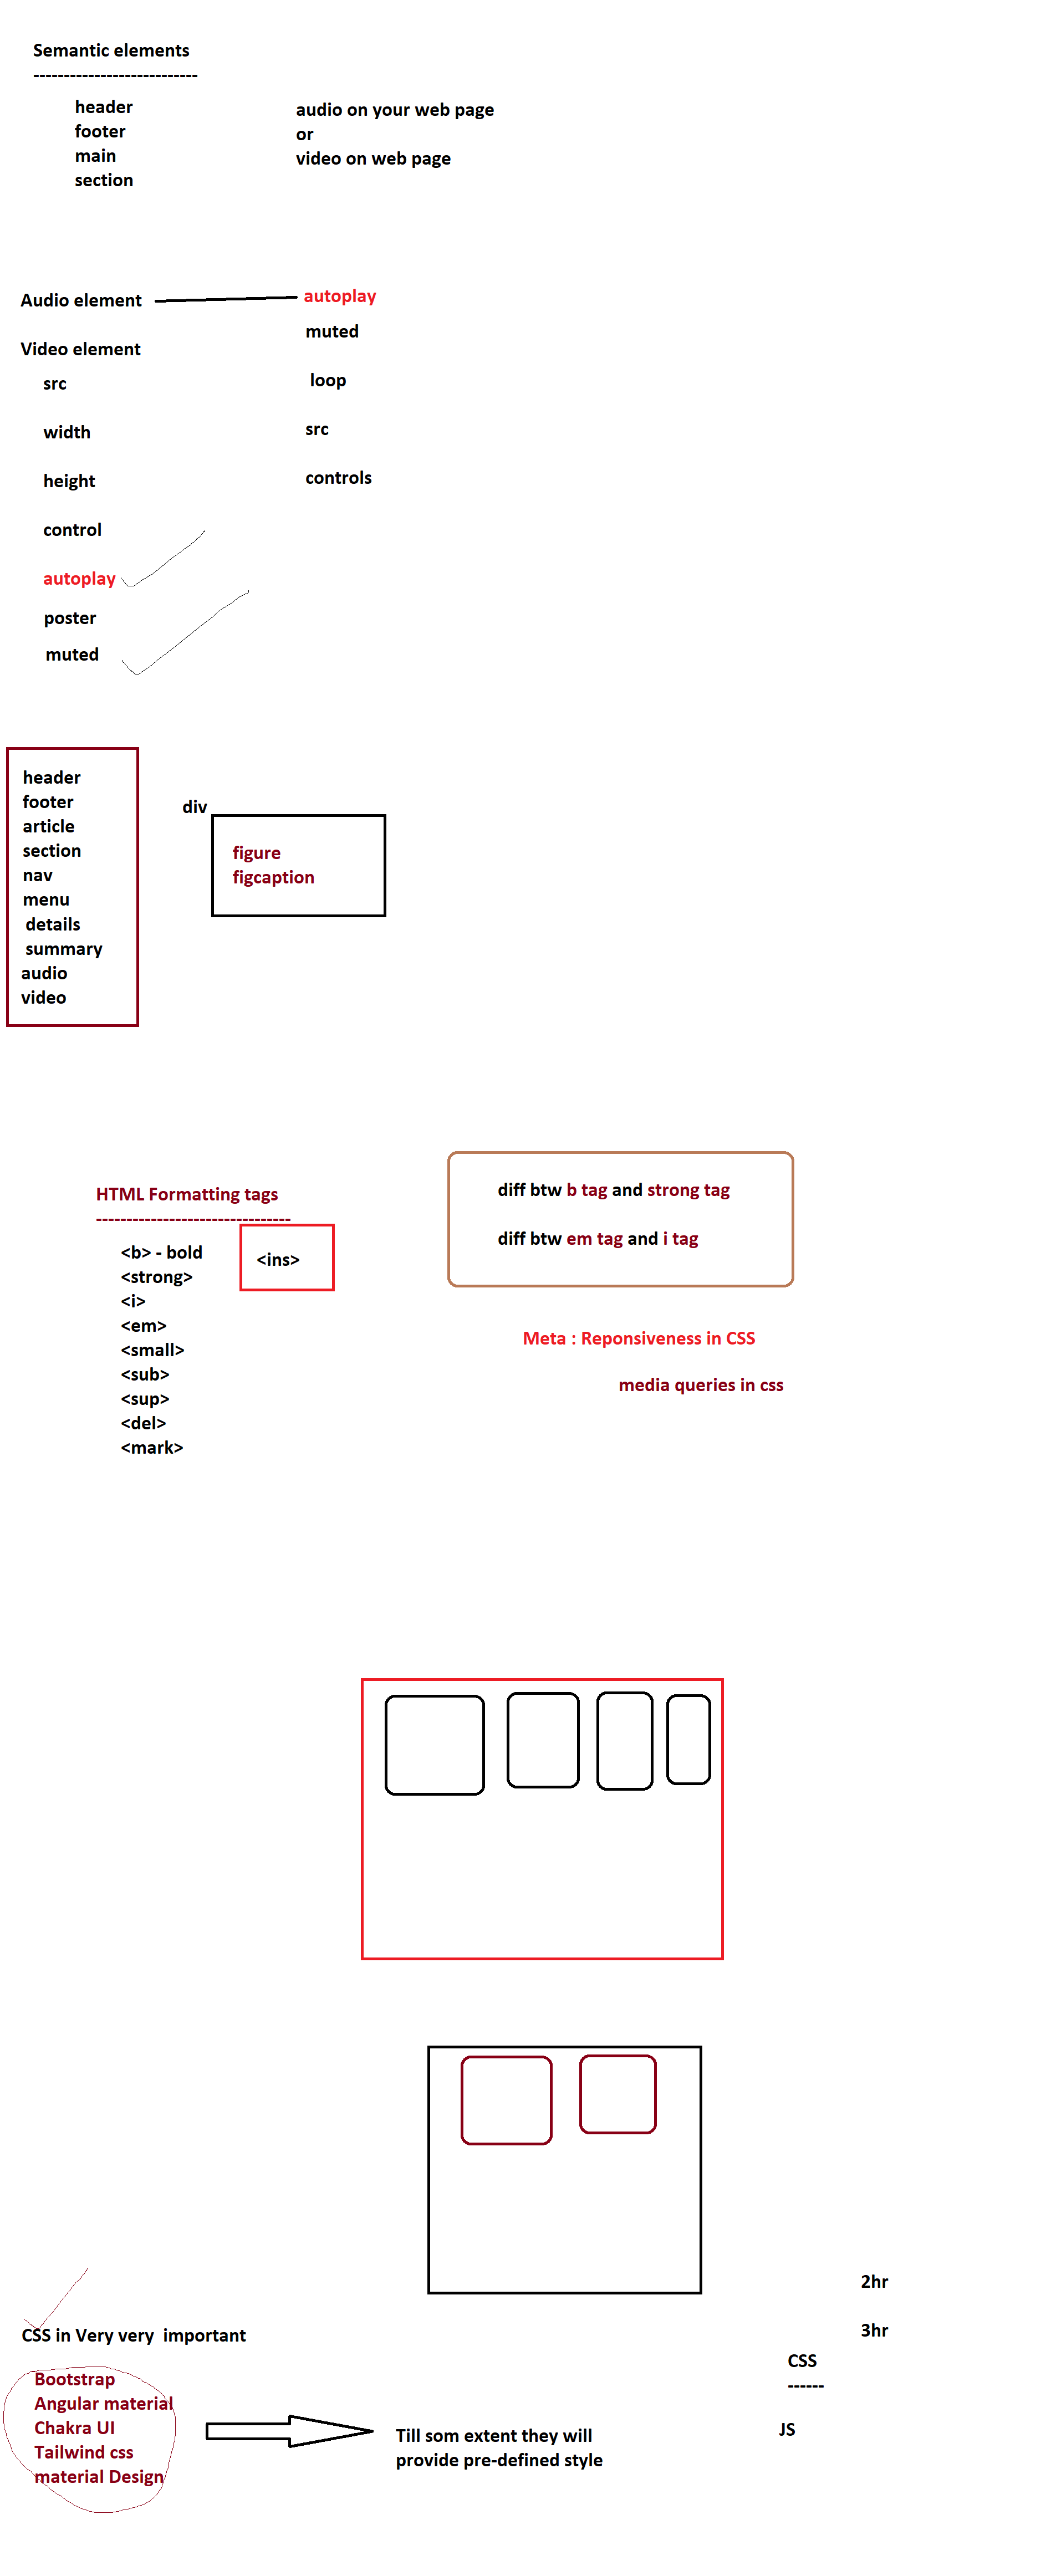 Semantic elements
---------------------------
header
footer
main
section
audio on your web page
or
video on web page
Audio element
autoplay
muted
loop
src
controls
Video element
src
width
height
control
autoplay
poster
muted
header
footer
article
section
nav
menu
details
summary
audio
video
div
figure
figcaption
HTML Formatting tags
--------------------------------
<b> - bold
<strong>
<i>
<em>
<small>
<sub>
<sup>
<del>
<mark>
<ins>
diff btw b tag and strong tag
diff btw em tag and i tag
Meta : Reponsiveness in CSS
media queries in css
2hr
3hr
CSS in Very very  important
Bootstrap
Angular material
Chakra UI
Tailwind css
material Design
Till som extent they will
provide pre-defined style
CSS
------
JS